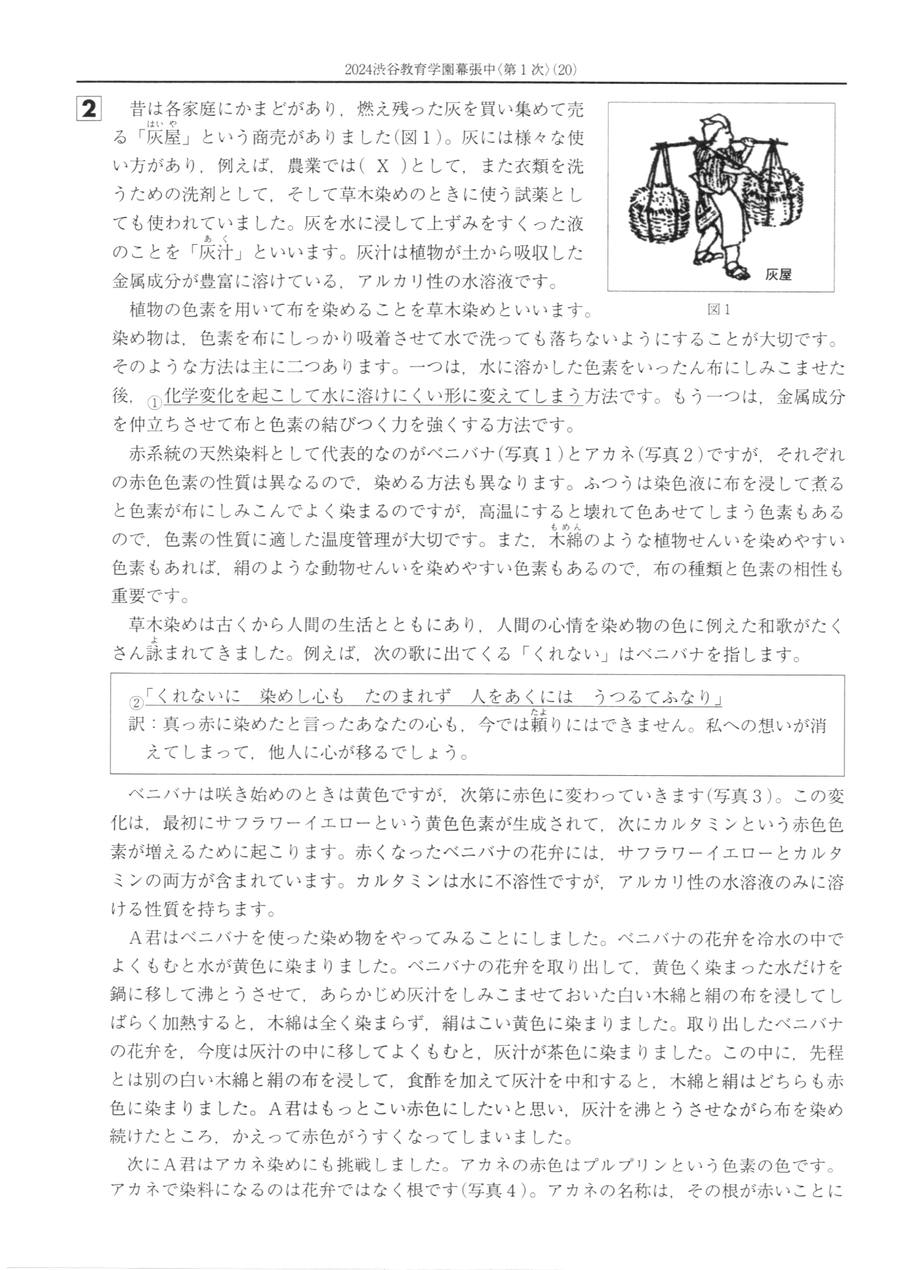 2024渋谷教育学園幕張中〈第1次〉(20)
2 昔は各家庭にかまどがあり，燃え残った灰を買い集めて売
る「灰屋」という商売がありました(図1)。灰には様々な使
い方があり，例えば，農業では( X )として，また衣類を洗
うための洗剤として，そして草木染めのときに使う試薬とし
ても使われていました。灰を水に浸して上ずみをすくった液
のことを「灰汁」といいます。灰汁は植物が土から吸収した
金属成分が豊富に溶けている，アルカリ性の水溶液です。
灰屋
図1
植物の色素を用いて布を染めることを草木染めといいます。
染め物は，色素を布にしっかり吸着させて水で洗っても落ちないようにすることが大切です。
そのような方法は主に二つあります。一つは，水に溶かした色素をいったん布にしみこませた
後，①化学変化を起こして水に溶けにくい形に変えてしまう方法です。もう一つは，金属成分
を仲立ちさせて布と色素の結びつく力を強くする方法です。
赤系統の天然染料として代表的なのがベニバナ(写真1)とアカネ(写真2)ですが，それぞれ
の赤色色素の性質は異なるので，染める方法も異なります。ふつうは染色液に布を浸して煮る
と色素が布にしみこんでよく染まるのですが，高温にすると壊れて色あせてしまう色素もある
ので，色素の性質に適した温度管理が大切です。また，木綿のような植物せんいを染めやすい
色素もあれば，絹のような動物せんいを染めやすい色素もあるので，布の種類と色素の相性も
重要です。
草木染めは古くから人間の生活とともにあり，人間の心情を染め物の色に例えた和歌がたく
さん詠まれてきました。例えば，次の歌に出てくる「くれない」はベニバナを指します。
②「くれないに　染めし心も　たのまれず　人をあくには　うつるてふなり」
訳：真っ赤に染めたと言ったあなたの心も，今では頼りにはできません。私への想いが消
えてしまって，他人に心が移るでしょう。
ベニバナは咲き始めのときは黄色ですが，次第に赤色に変わっていきます(写真3)。この変
化は，最初にサフラワーイエローという黄色色素が生成されて，次にカルタミンという赤色色
素が増えるために起こります。赤くなったベニバナの花弁には，サフラワーイエローとカルタ
ミンの両方が含まれています。カルタミンは水に不溶性ですが，アルカリ性の水溶液のみに溶
ける性質を持ちます。
A君はベニバナを使った染め物をやってみることにしました。ベニバナの花弁を冷水の中で
よくもむと水が黄色に染まりました。ベニバナの花弁を取り出して，黄色く染まった水だけを
鍋に移して沸とうさせて，あらかじめ灰汁をしみこませておいた白い木綿と絹の布を浸してし
ばらく加熱すると，木綿は全く染まらず，絹はこい黄色に染まりました。取り出したベニバナ
の花弁を，今度は灰汁の中に移してよくもむと，灰汁が茶色に染まりました。この中に，先程
とは別の白い木綿と絹の布を浸して，食酢を加えて灰汁を中和すると，木綿と絹はどちらも赤
色に染まりました。A君はもっとこい赤色にしたいと思い，灰汁を沸とうさせながら布を染め
続けたところ，かえって赤色がうすくなってしまいました。
次にA君はアカネ染めにも挑戦しました。アカネの赤色はプルプリンという色素の色です。
アカネで染料になるのは花弁ではなく根です(写真4)。アカネの名称は，その根が赤いことに